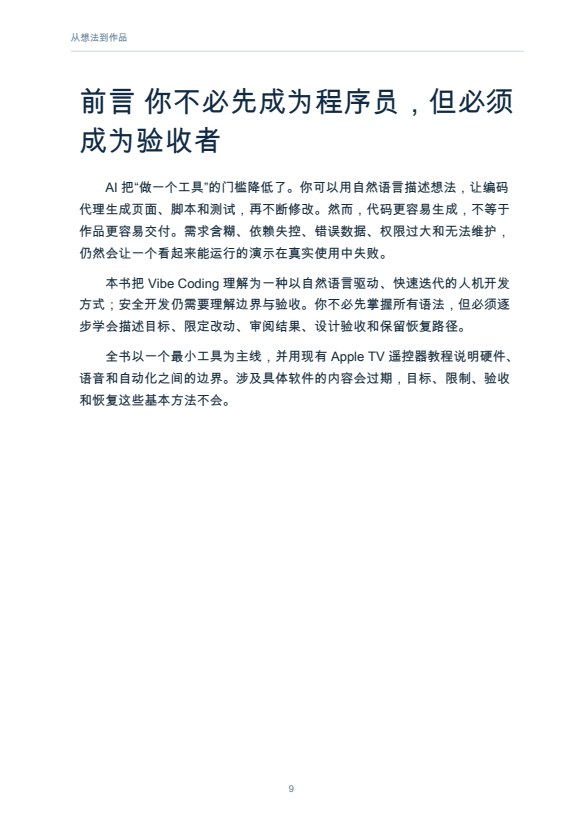 从想法到作品
前言 你不必先成为程序员，但必须
成为验收者
AI 把“做一个工具”的门槛降低了。你可以用自然语言描述想法，让编码
代理生成页面、脚本和测试，再不断修改。然而，代码更容易生成，不等于
作品更容易交付。需求含糊、依赖失控、错误数据、权限过大和无法维护，
仍然会让一个看起来能运行的演示在真实使用中失败。
本书把 Vibe Coding 理解为一种以自然语言驱动、快速迭代的人机开发
方式；安全开发仍需要理解边界与验收。你不必先掌握所有语法，但必须逐
步学会描述目标、限定改动、审阅结果、设计验收和保留恢复路径。
全书以一个最小工具为主线，并用现有 Apple TV 遥控器教程说明硬件、
语音和自动化之间的边界。涉及具体软件的内容会过期，目标、限制、验收
和恢复这些基本方法不会。
9